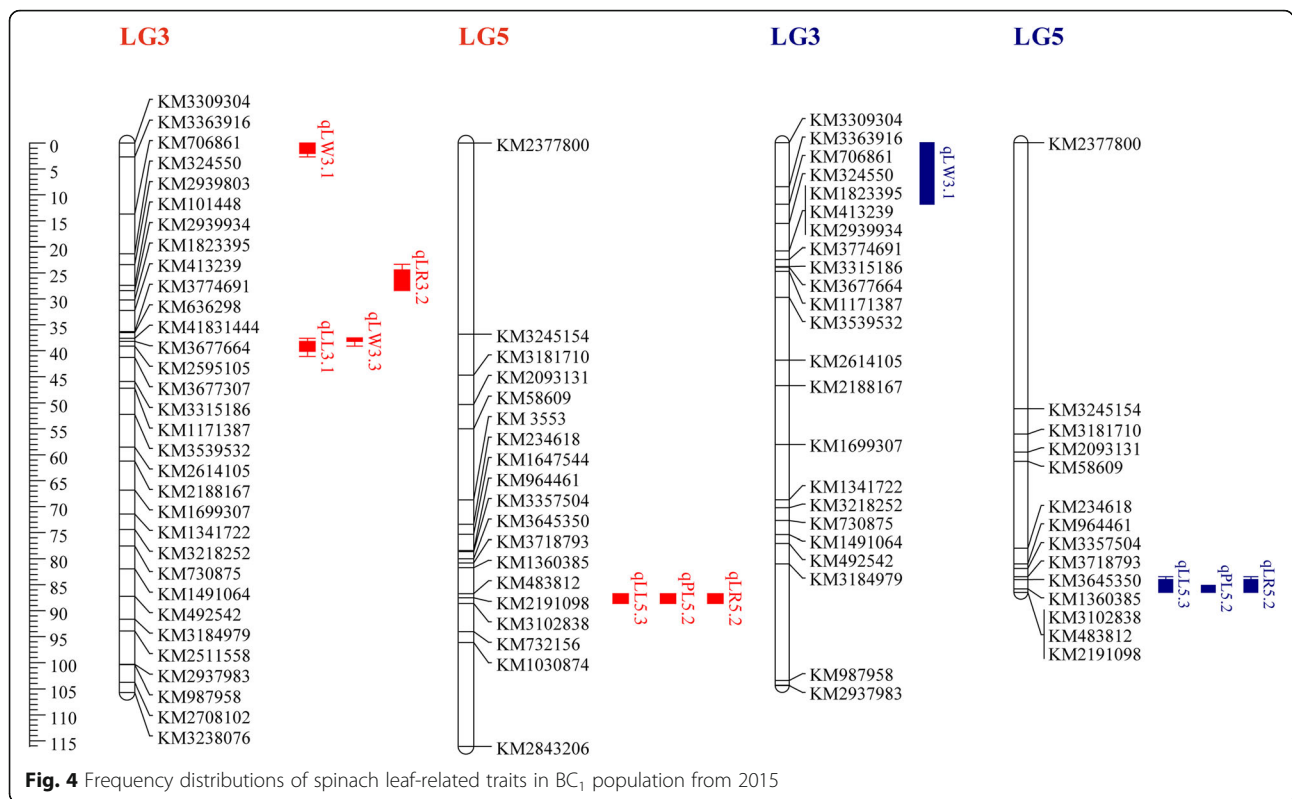 LG3
LG5
LG3
LG5
0
5
10
15
20
25
30
35
40
45
50
55
60
65
70
75
80
85
90
95
100
105
110
115
KM3309304
KM3363916
KM706861
KM324550
KM2939803
KM101448
KM2939934
KM1823395
KM413239
KM3774691
KM636298
KM41831444
KM3677664
KM2595105
KM3677307
KM3315186
KM1171387
KM3539532
KM2614105
KM2188167
KM1699307
KM1341722
KM3218252
KM730875
KM1491064
KM492542
KM3184979
KM2511558
KM2937983
KM987958
KM2708102
KM3238076
qLW3.1
qLR3.2
qLL3.1
qLW3.3
KM2377800
KM3245154
KM3181710
KM2093131
KM58609
KM 3553
KM234618
KM1647544
KM964461
KM3357504
KM3645350
KM3718793
KM1360385
KM483812
KM2191098
KM3102838
KM732156
KM1030874
KM2843206
qLL5.3
qPL5.2
qLR5.2
KM3309304
KM3363916
KM706861
KM324550
KM1823395
KM413239
KM2939934
KM3774691
KM3315186
KM3677664
KM1171387
KM3539532
KM2614105
KM2188167
KM1699307
KM1341722
KM3218252
KM730875
KM1491064
KM492542
KM3184979
KM987958
KM2937983
qLW3.1
KM2377800
KM3245154
KM3181710
KM2093131
KM58609
KM234618
KM964461
KM3357504
KM3718793
KM3645350
KM1360385
KM3102838
KM483812
KM2191098
qLL5.3
qPL5.2
qLR5.2
Fig. 4 Frequency distributions of spinach leaf-related traits in BC₁ population from 2015